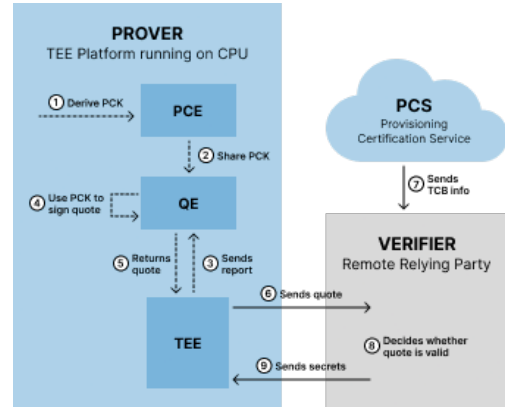 PROVER
TEE Platform running on CPU
1 Derive PCK
PCE
2 Share PCK
4 Use PCK to
sign quote
QE
5 Returns
quote
3 Sends
report
TEE
PCS
Provisioning
Certification Service
7 Sends
TCB info
VERIFIER
Remote Relying Party
6 Sends quote
8 Decides whether
quote is valid
9 Sends secrets